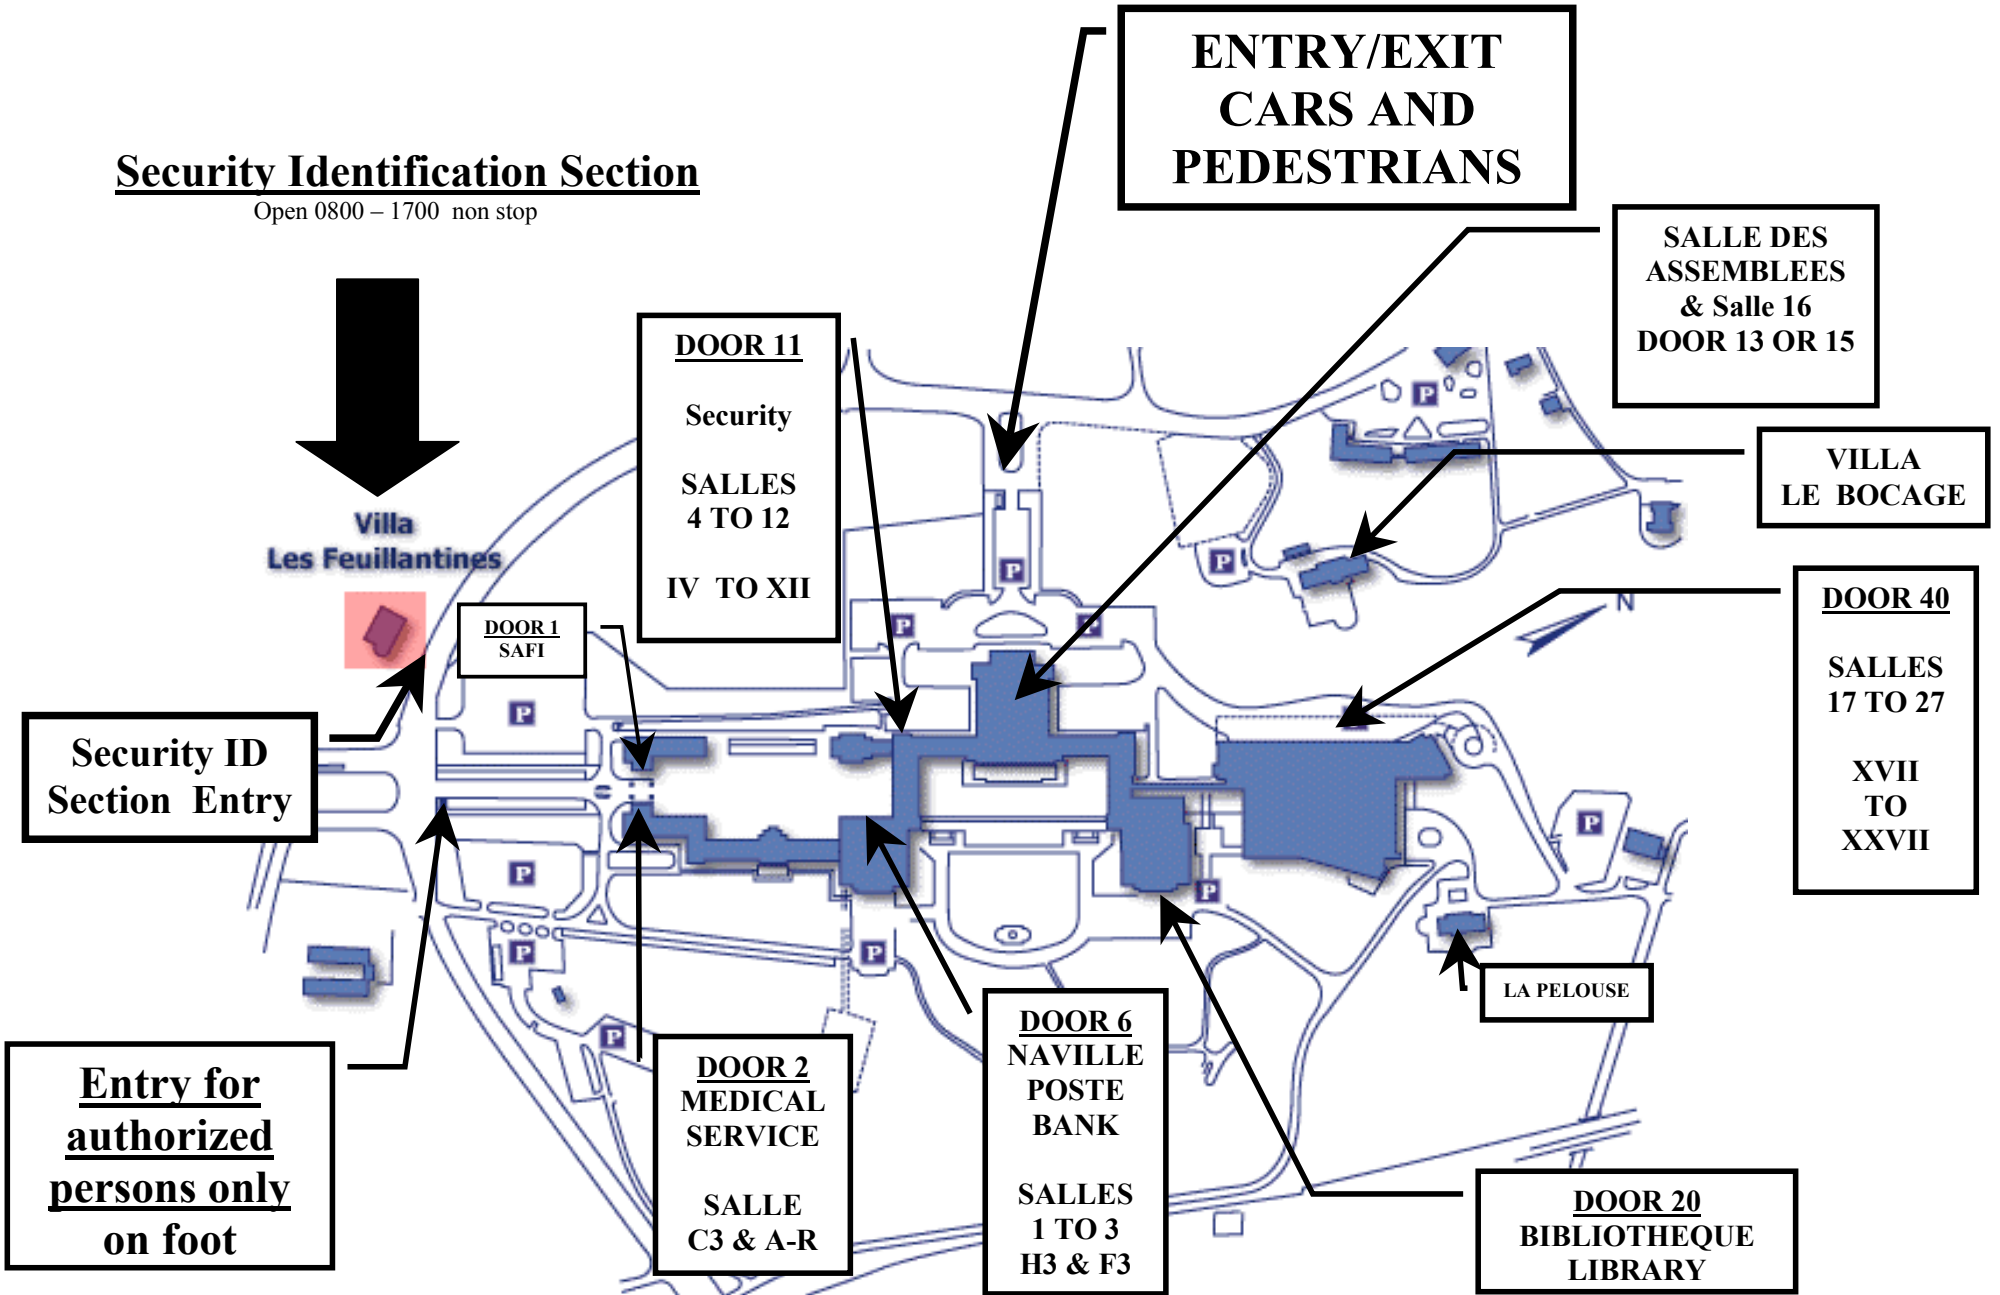 ENTRY/EXIT
CARS AND
PEDESTRIANS
Security Identification Section
Open 0800 – 1700 non stop
SALLE DES
ASSEMBLEES
& Salle 16
DOOR 13 OR 15
DOOR 11
Security
SALLES
4 TO 12
IV TO XII
VILLA
LE BOCAGE
Villa
Les Feuillantines
DOOR 1
SAFI
DOOR 40
SALLES
17 TO 27
XVII
TO
XXVII
N
P
P
P
P
P
P
P
P
P
P
P
P
Security ID
Section Entry
LA PELOUSE
Entry for
authorized
persons only
on foot
DOOR 2
MEDICAL
SERVICE
SALLE
C3 & A-R
DOOR 6
NAVILLE
POSTE
BANK
SALLES
1 TO 3
H3 & F3
DOOR 20
BIBLIOTHEQUE
LIBRARY